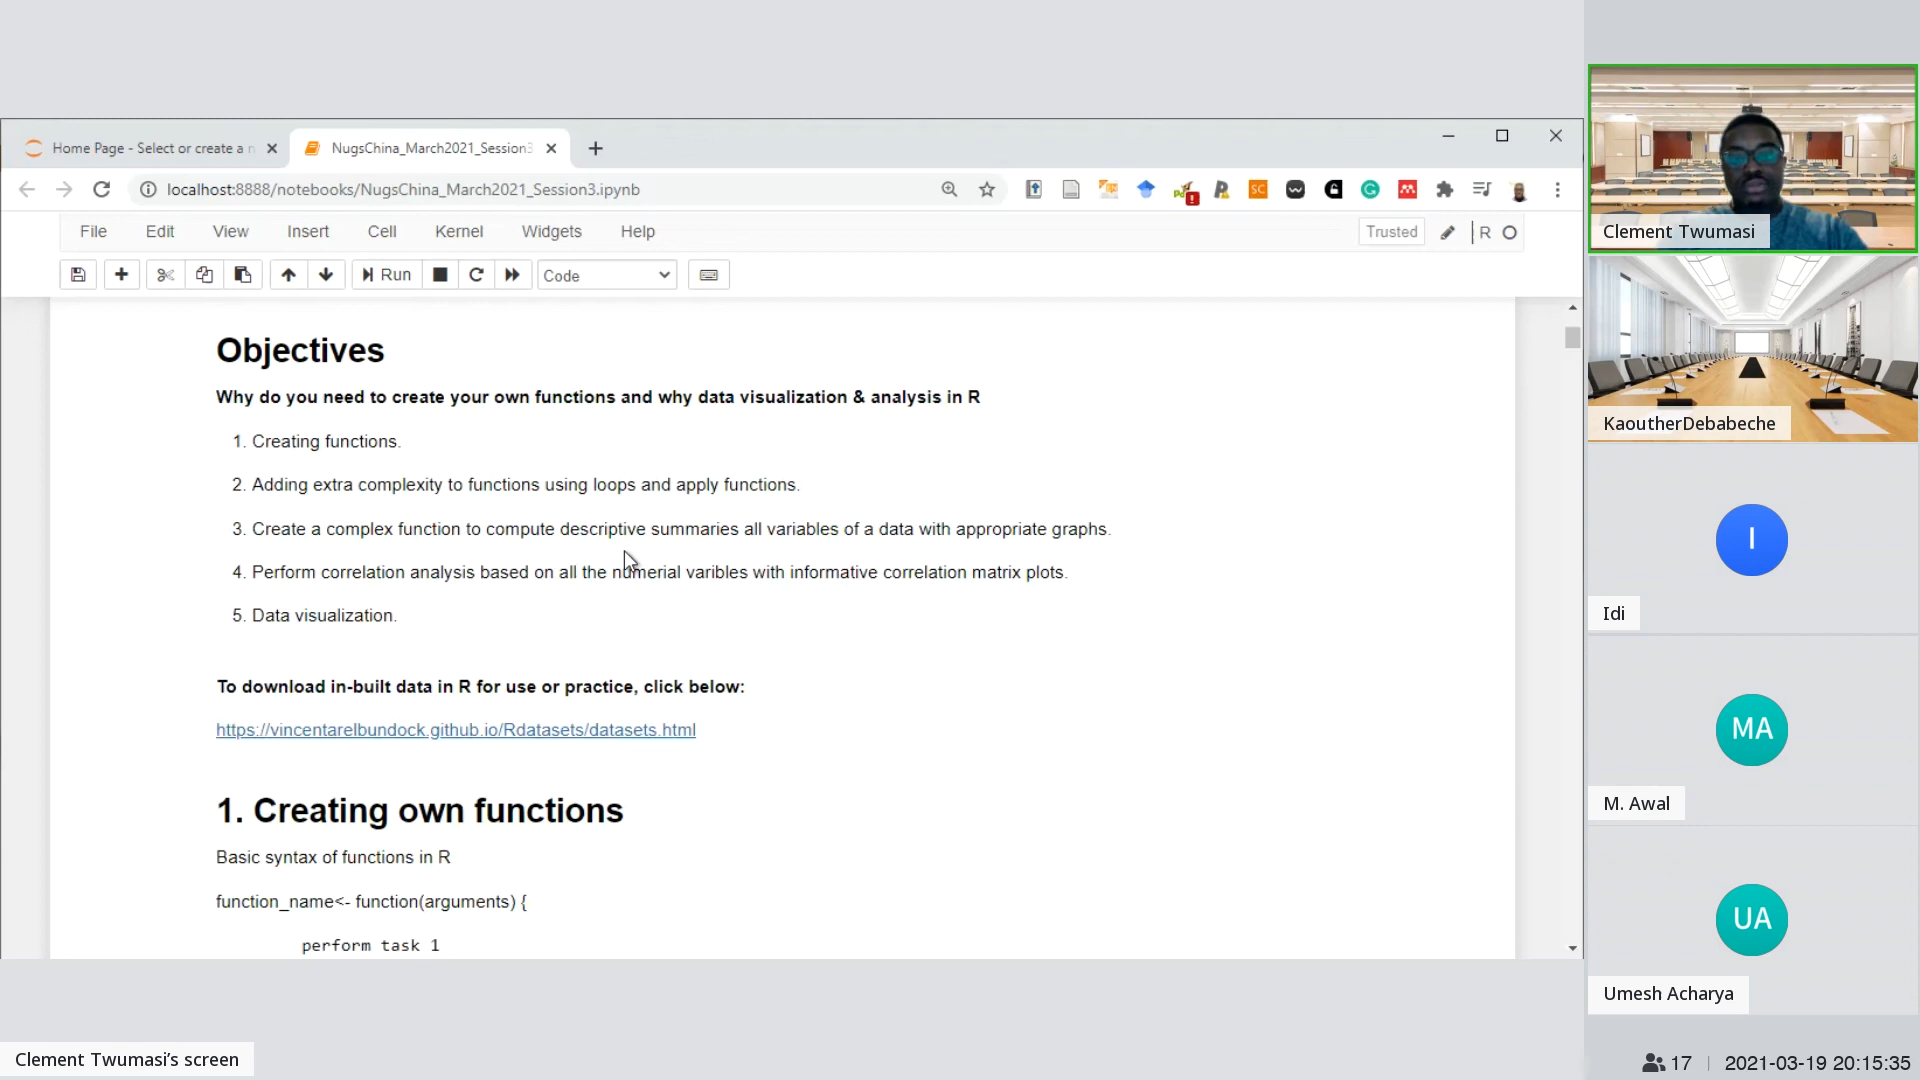 Home Page - Select or create a n
NugsChina_March2021_Session3
localhost:8888/notebooks/NugsChina_March2021_Session3.ipynb
SC
File Edit View Insert Cell Kernel Widgets Help
Trusted
R
Run
Code
Objectives
Why do you need to create your own functions and why data visualization & analysis in R
1. Creating functions.
2. Adding extra complexity to functions using loops and apply functions.
3. Create a complex function to compute descriptive summaries all variables of a data with appropriate graphs.
4. Perform correlation analysis based on all the numerial varibles with informative correlation matrix plots.
5. Data visualization.
To download in-built data in R for use or practice, click below:
https://vincentarelbundock.github.io/Rdatasets/datasets.html
1. Creating own functions
Basic syntax of functions in R
function_name<- function(arguments) {
perform task 1
Clement Twumasi's screen
Clement Twumasi
KaoutherDebabeche
I
Idi
MA
M. Awal
UA
Umesh Acharya
17
2021-03-19 20:15:35